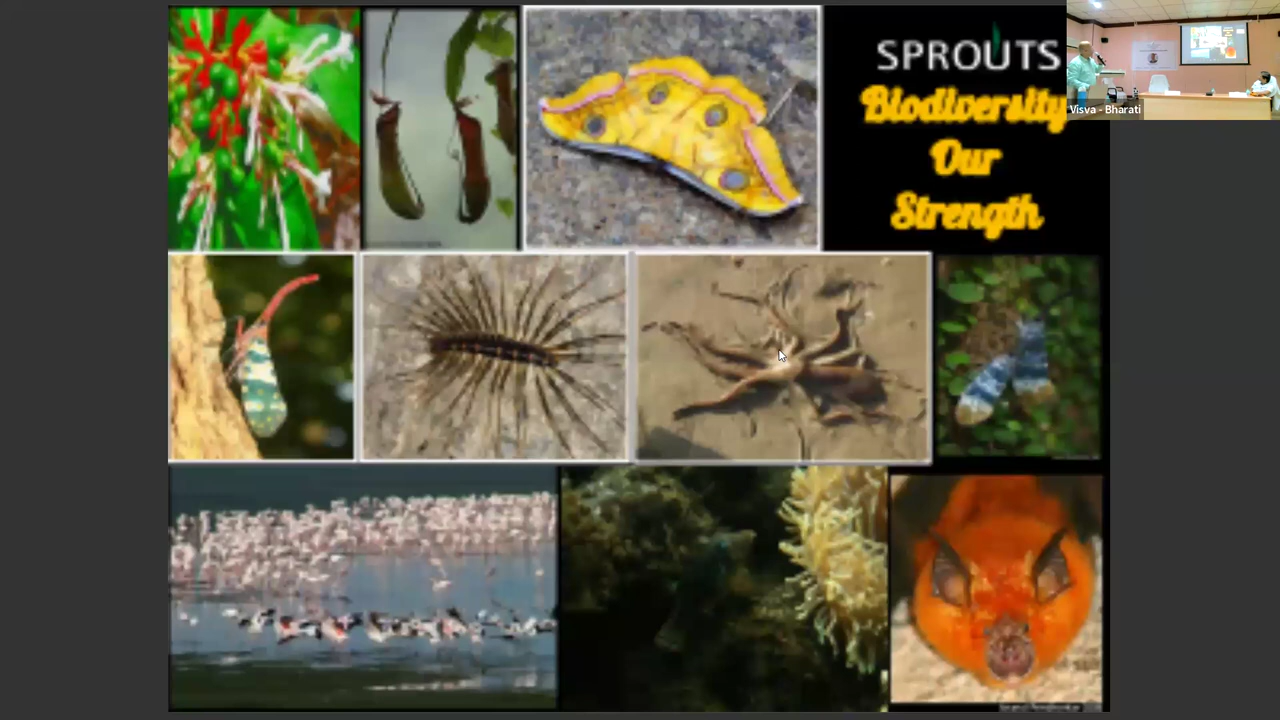 SPROUTS
Biodiversity
Our
Strength
Visva - Bharati